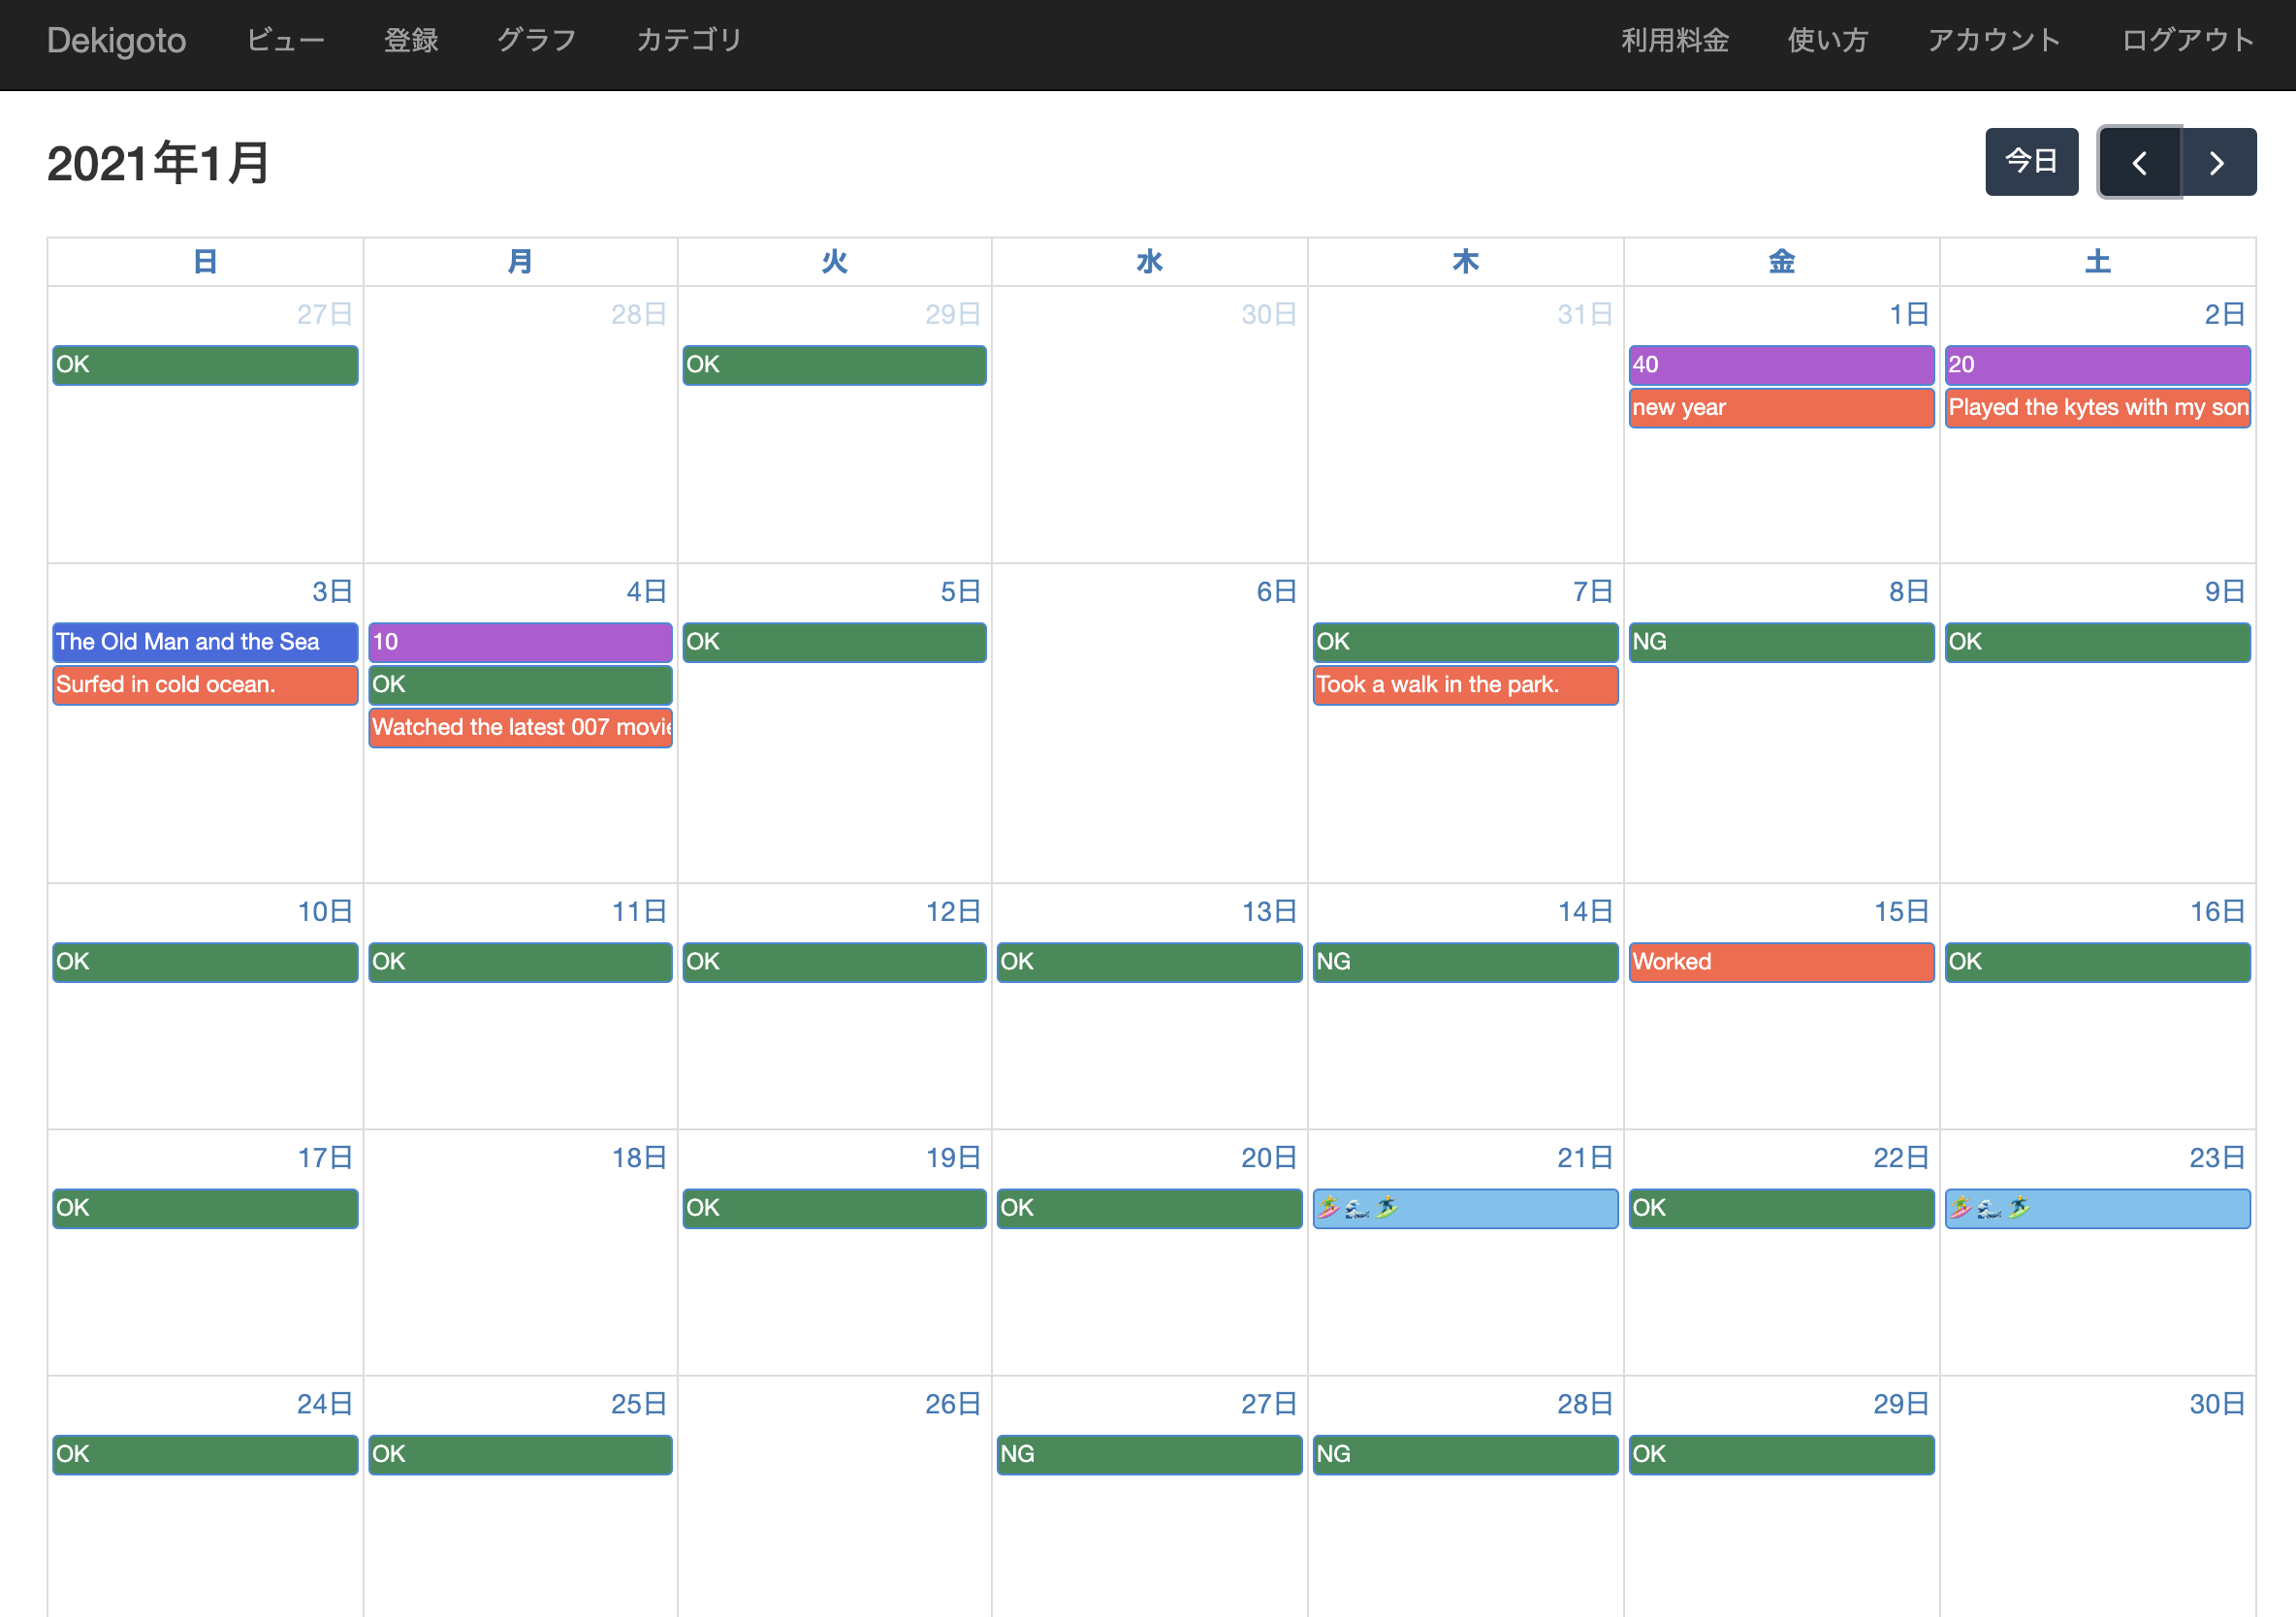 Dekigoto ビュー 登録 グラフ カテゴリ 利用料金 使い方 アカウント ログアウト
2021年1月 今日
日 月 火 水 木 金 土
27日 28日 29日 30日 31日 1日 2日
OK OK 40 20
new year Played the kytes with my son
3日 4日 5日 6日 7日 8日 9日
The Old Man and the Sea 10 OK OK NG OK
Surfed in cold ocean. OK Took a walk in the park.
Watched the latest 007 movie
10日 11日 12日 13日 14日 15日 16日
OK OK OK OK NG Worked OK
17日 18日 19日 20日 21日 22日 23日
OK OK OK 🏄‍♀️🌊🏄‍♂️ OK 🏄‍♀️🌊🏄‍♂️
24日 25日 26日 27日 28日 29日 30日
OK OK NG NG OK